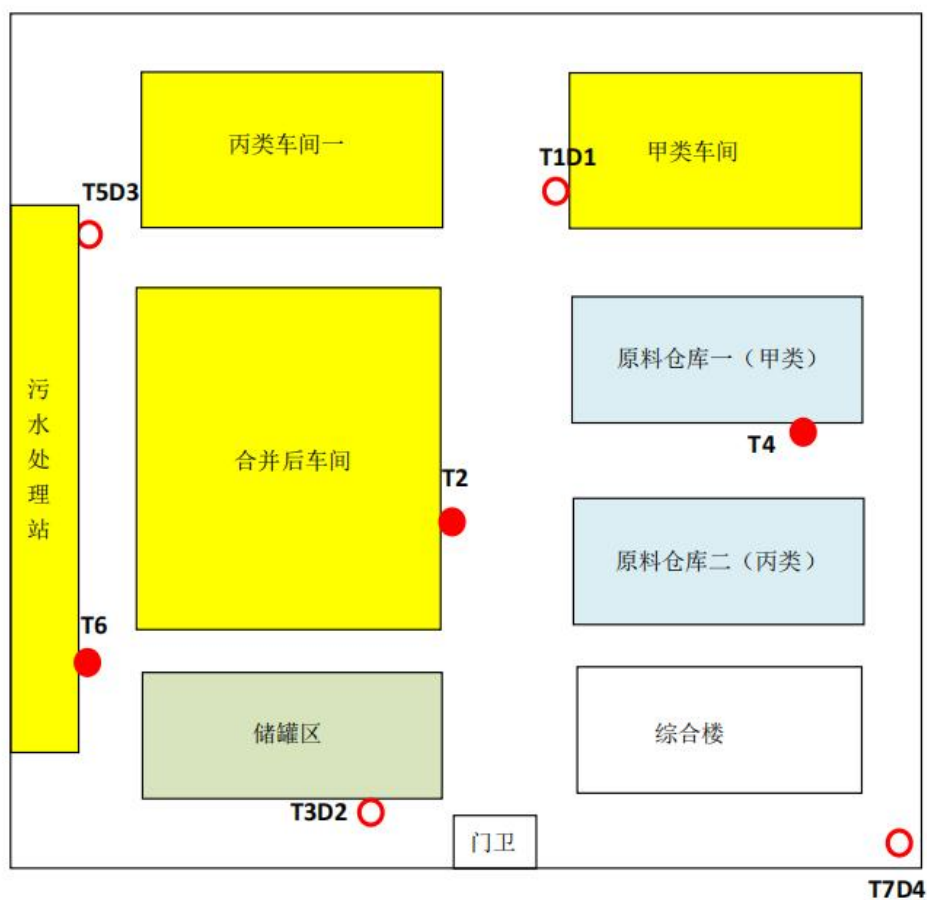 丙类车间一
甲类车间
T1D1
T5D3
原料仓库一（甲类）
污
水
处
理
站
T4
合并后车间
T2
原料仓库二（丙类）
T6
储罐区
综合楼
T3D2
门卫
T7D4